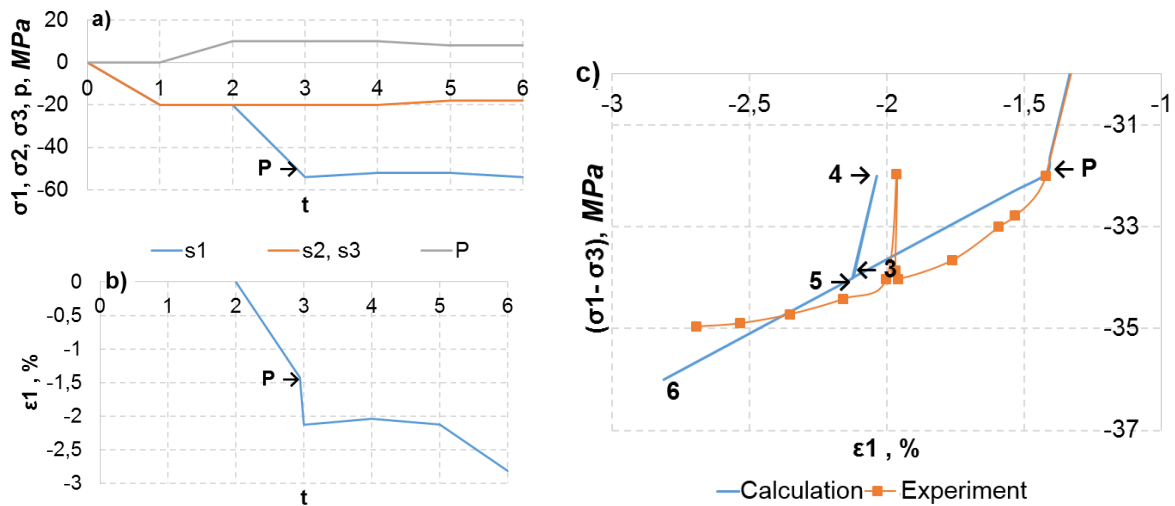 a)
20
0
-20
-40
-60
0 1 2 3 4 5 6
σ1, σ2, σ3, p, MPa
P
t
s1 s2, s3 P
b)
0
-0,5
-1
-1,5
-2
-2,5
-3
0 1 2 3 4 5 6
ε1 , %
P
t
c)
-3 -2,5 -2 -1,5 -1
-31
-33
-35
-37
(σ1- σ3), MPa
P
4
3
5
6
ε1 , %
Calculation Experiment